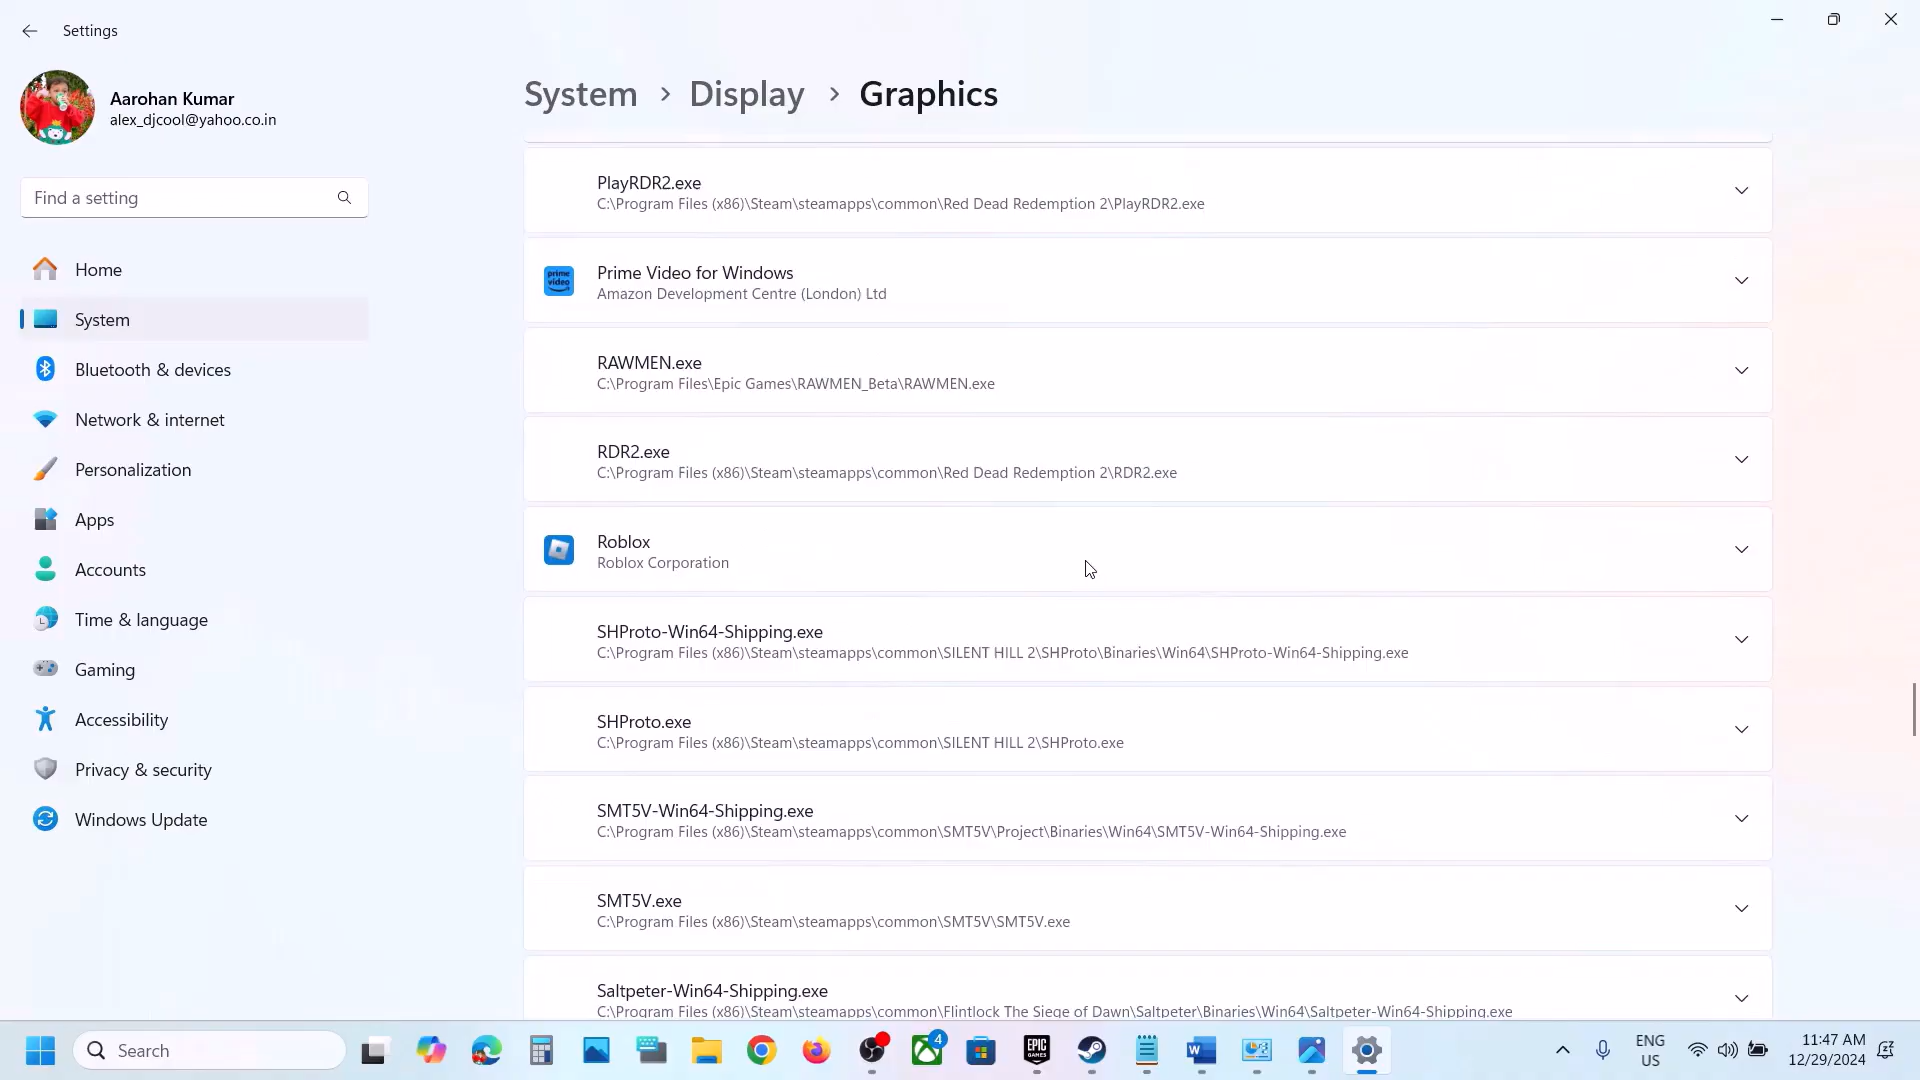 Settings
Aarohan Kumar
alex_djcool@yahoo.co.in
Find a setting
Home
System
Bluetooth & devices
Network & internet
Personalization
Apps
Accounts
Time & language
Gaming
Accessibility
Privacy & security
Windows Update
System > Display > Graphics
PlayRDR2.exe
C:\Program Files (x86)\Steam\steamapps\common\Red Dead Redemption 2\PlayRDR2.exe
prime video
Prime Video for Windows
Amazon Development Centre (London) Ltd
RAWMEN.exe
C:\Program Files\Epic Games\RAWMEN_Beta\RAWMEN.exe
RDR2.exe
C:\Program Files (x86)\Steam\steamapps\common\Red Dead Redemption 2\RDR2.exe
Roblox
Roblox Corporation
SHProto-Win64-Shipping.exe
C:\Program Files (x86)\Steam\steamapps\common\SILENT HILL 2\SHProto\Binaries\Win64\SHProto-Win64-Shipping.exe
SHProto.exe
C:\Program Files (x86)\Steam\steamapps\common\SILENT HILL 2\SHProto.exe
SMT5V-Win64-Shipping.exe
C:\Program Files (x86)\Steam\steamapps\common\SMT5V\Project\Binaries\Win64\SMT5V-Win64-Shipping.exe
SMT5V.exe
C:\Program Files (x86)\Steam\steamapps\common\SMT5V\SMT5V.exe
Saltpeter-Win64-Shipping.exe
C:\Program Files (x86)\Steam\steamapps\common\Flintlock The Siege of Dawn\Saltpeter\Binaries\Win64\Saltpeter-Win64-Shipping.exe
Search
4
EPIC GAMES
W
ENG
US
11:47 AM
12/29/2024